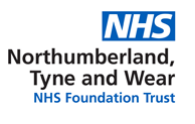 NHS
Northumberland,
Tyne and Wear
NHS Foundation Trust